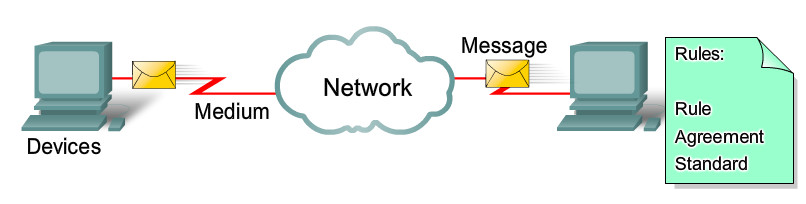 Devices
Medium
Network
Message
Rules:
Rule
Agreement
Standard